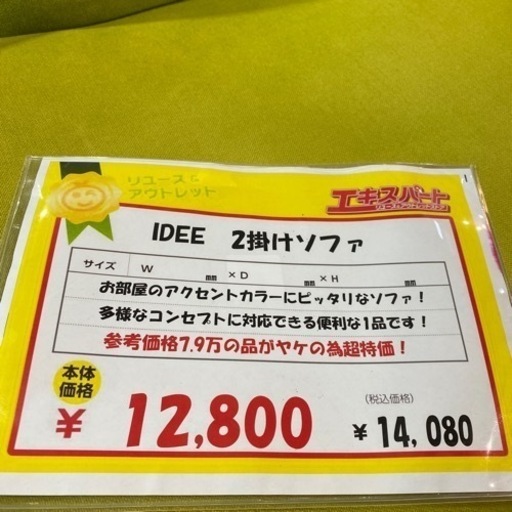 リユース&
アウトレット
エキスパート
IDEE 2掛けソファ
サイズ W mm ×D mm ×H mm
お部屋のアクセントカラーにピッタリなソファ!
多様なコンセプトに対応できる便利な1品です!
参考価格7.9万の品がヤケの為超特価!
本体
価格
¥ 12,800
(税込価格)
¥ 14,080